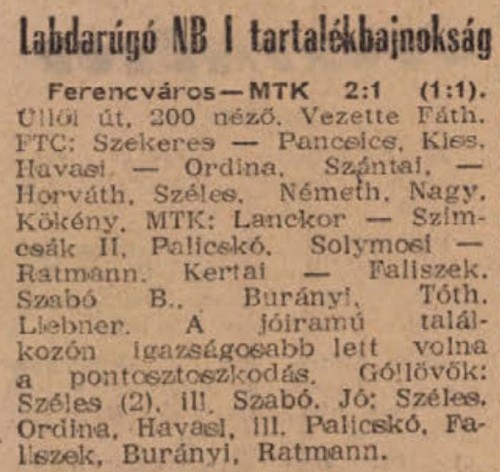 Labdarúgó NB I tartalékbajnokság
Ferencváros—MTK 2:1 (1:1).
Üllői út, 200 néző. Vezette Fáth.
FTC: Szekeres — Pancsics, Kiss,
Havasi — Ordina, Szántai, —
Horváth, Széles, Németh, Nagy,
Kökény. MTK: Lanckor — Szim-
csák II, Palicskó, Solymosi —
Ratmann, Kertai — Faliszek,
Szabó B., Burányi, Tóth,
Liebner. A jóiramú talál-
kozón igazságosabb lett volna
a pontosztoszkodás. Góllövők:
Széles (2), ill. Szabó. Jó: Széles,
Ordina, Havasi, ill. Palicskó, Fa-
liszek, Burányi, Ratmann.